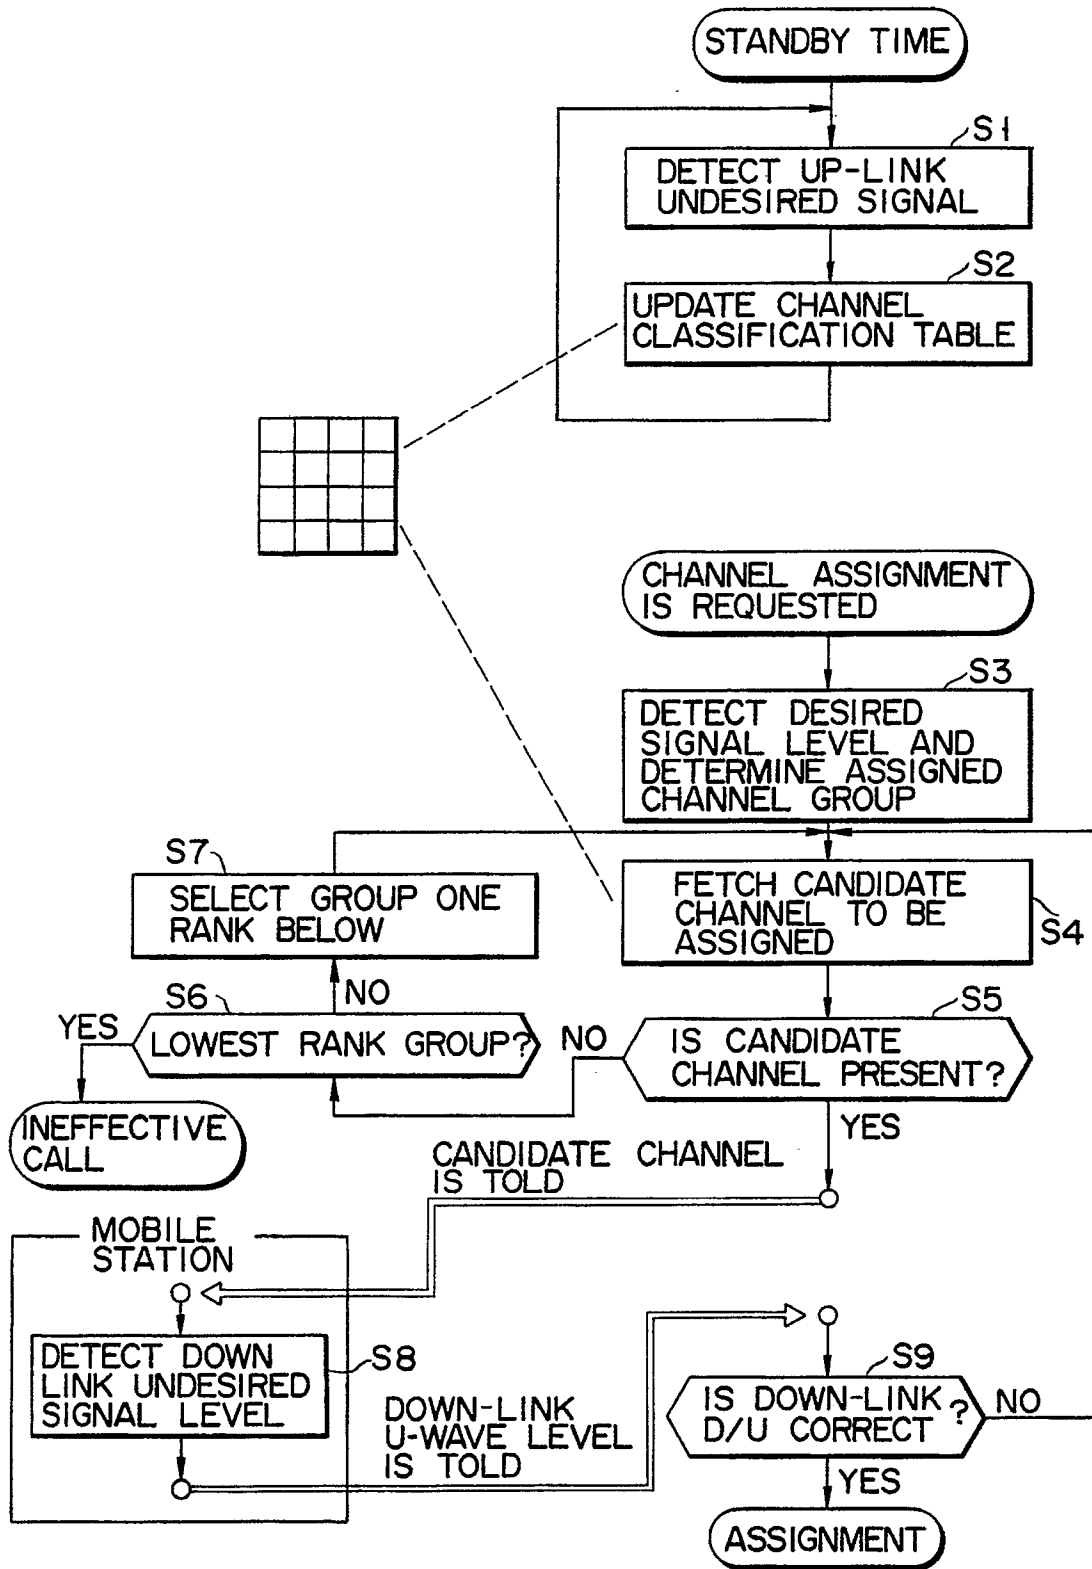 STANDBY TIME
S1
DETECT UP-LINK
UNDESIRED SIGNAL
S2
UPDATE CHANNEL
CLASSIFICATION TABLE
CHANNEL ASSIGNMENT
IS REQUESTED
S3
DETECT DESIRED
SIGNAL LEVEL AND
DETERMINE ASSIGNED
CHANNEL GROUP
S7
SELECT GROUP ONE
RANK BELOW
FETCH CANDIDATE
CHANNEL TO BE
ASSIGNED
S4
NO
S6
YES
LOWEST RANK GROUP?
NO
S5
IS CANDIDATE
CHANNEL PRESENT?
YES
INEFFECTIVE
CALL
CANDIDATE CHANNEL
IS TOLD
MOBILE
STATION
DETECT DOWN
LINK UNDESIRED
SIGNAL LEVEL
S8
DOWN-LINK
U-WAVE LEVEL
IS TOLD
S9
IS DOWN-LINK
D/U CORRECT ?
NO
YES
ASSIGNMENT